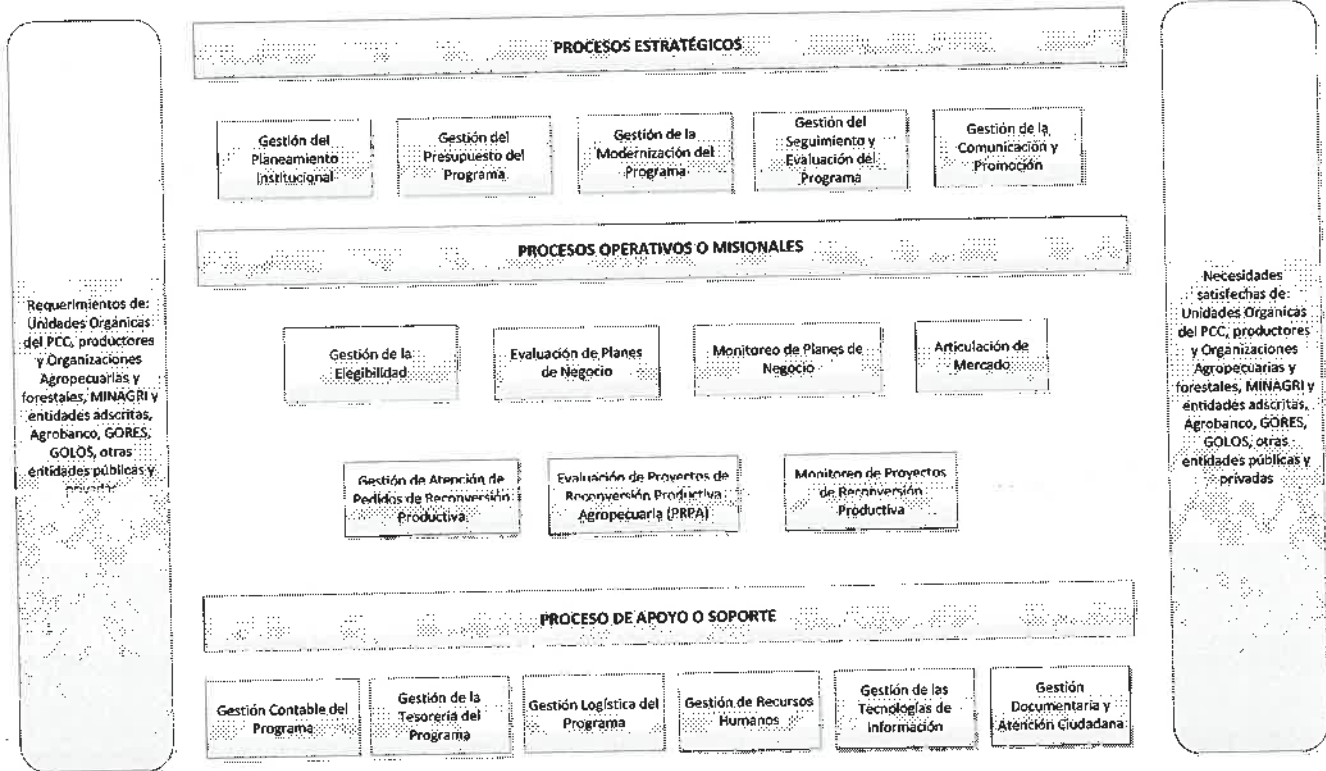 Requerimientos de:
Unidades Orgánicas
del PCC, productores
y Organizaciones
Agropecuarias y
forestales, MINAGRI y
entidades adscritas,
Agrobanco, GORES,
GOLOS, otras
entidades públicas y
privadas
PROCESOS ESTRATÉGICOS
Gestión del
Planeamiento
Institucional
Gestión del
Presupuesto del
Programa
Gestión de la
Modernización del
Programa
Gestión del
Seguimiento y
Evaluación del
Programa
Gestión de la
Comunicación y
Promoción
PROCESOS OPERATIVOS O MISIONALES
Gestión de la
Elegibilidad
Evaluación de Planes
de Negocio
Monitoreo de Planes de
Negocio
Articulación de
Mercado
Gestión de Atención de
Pedidos de Reconversión
Productiva
Evaluación de Proyectos de
Reconversión Productiva
Agropecuaria (PRPA)
Monitoreo de Proyectos
de Reconversión
Productiva
PROCESO DE APOYO O SOPORTE
Gestión Contable del
Programa
Gestión de la
Tesorería del
Programa
Gestión Logística del
Programa
Gestión de Recursos
Humanos
Gestión de las
Tecnologías de
Información
Gestión
Documentaria y
Atención Ciudadana
Necesidades
satisfechas de:
Unidades Orgánicas
del PCC, productores
y Organizaciones
Agropecuarias y
forestales, MINAGRI y
entidades adscritas,
Agrobanco, GORES,
GOLOS, otras
entidades públicas y
privadas